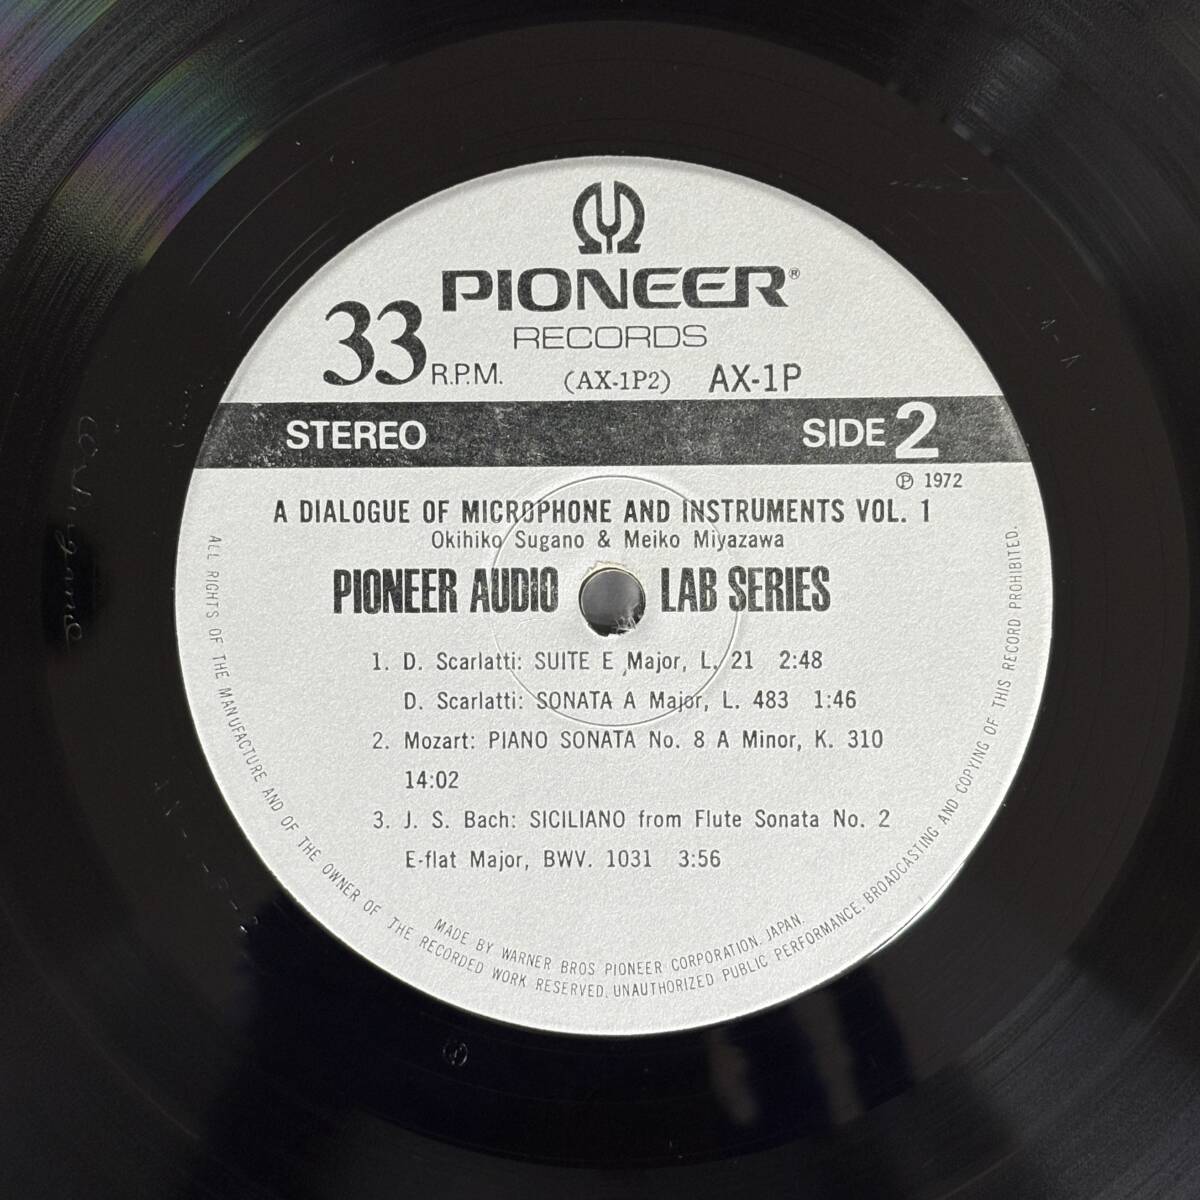 PIONEER®
RECORDS
33 R.P.M. (AX-1P2) AX-1P
STEREO SIDE 2
℗ 1972
A DIALOGUE OF MICROPHONE AND INSTRUMENTS VOL. 1
Okihiko Sugano & Meiko Miyazawa
PIONEER AUDIO LAB SERIES
1. D. Scarlatti: SUITE E Major, L. 21 2:48
D. Scarlatti: SONATA A Major, L. 483 1:46
2. Mozart: PIANO SONATA No. 8 A Minor, K. 310
14:02
3. J. S. Bach: SICILIANO from Flute Sonata No. 2
E-flat Major, BWV. 1031 3:56
MADE BY WARNER BROS PIONEER CORPORATION. JAPAN.
ALL RIGHTS OF THE MANUFACTURE AND OF THE OWNER OF THE RECORDED WORK RESERVED. UNAUTHORIZED PUBLIC PERFORMANCE. BROADCASTING AND COPYING OF THIS RECORD PROHIBITED.